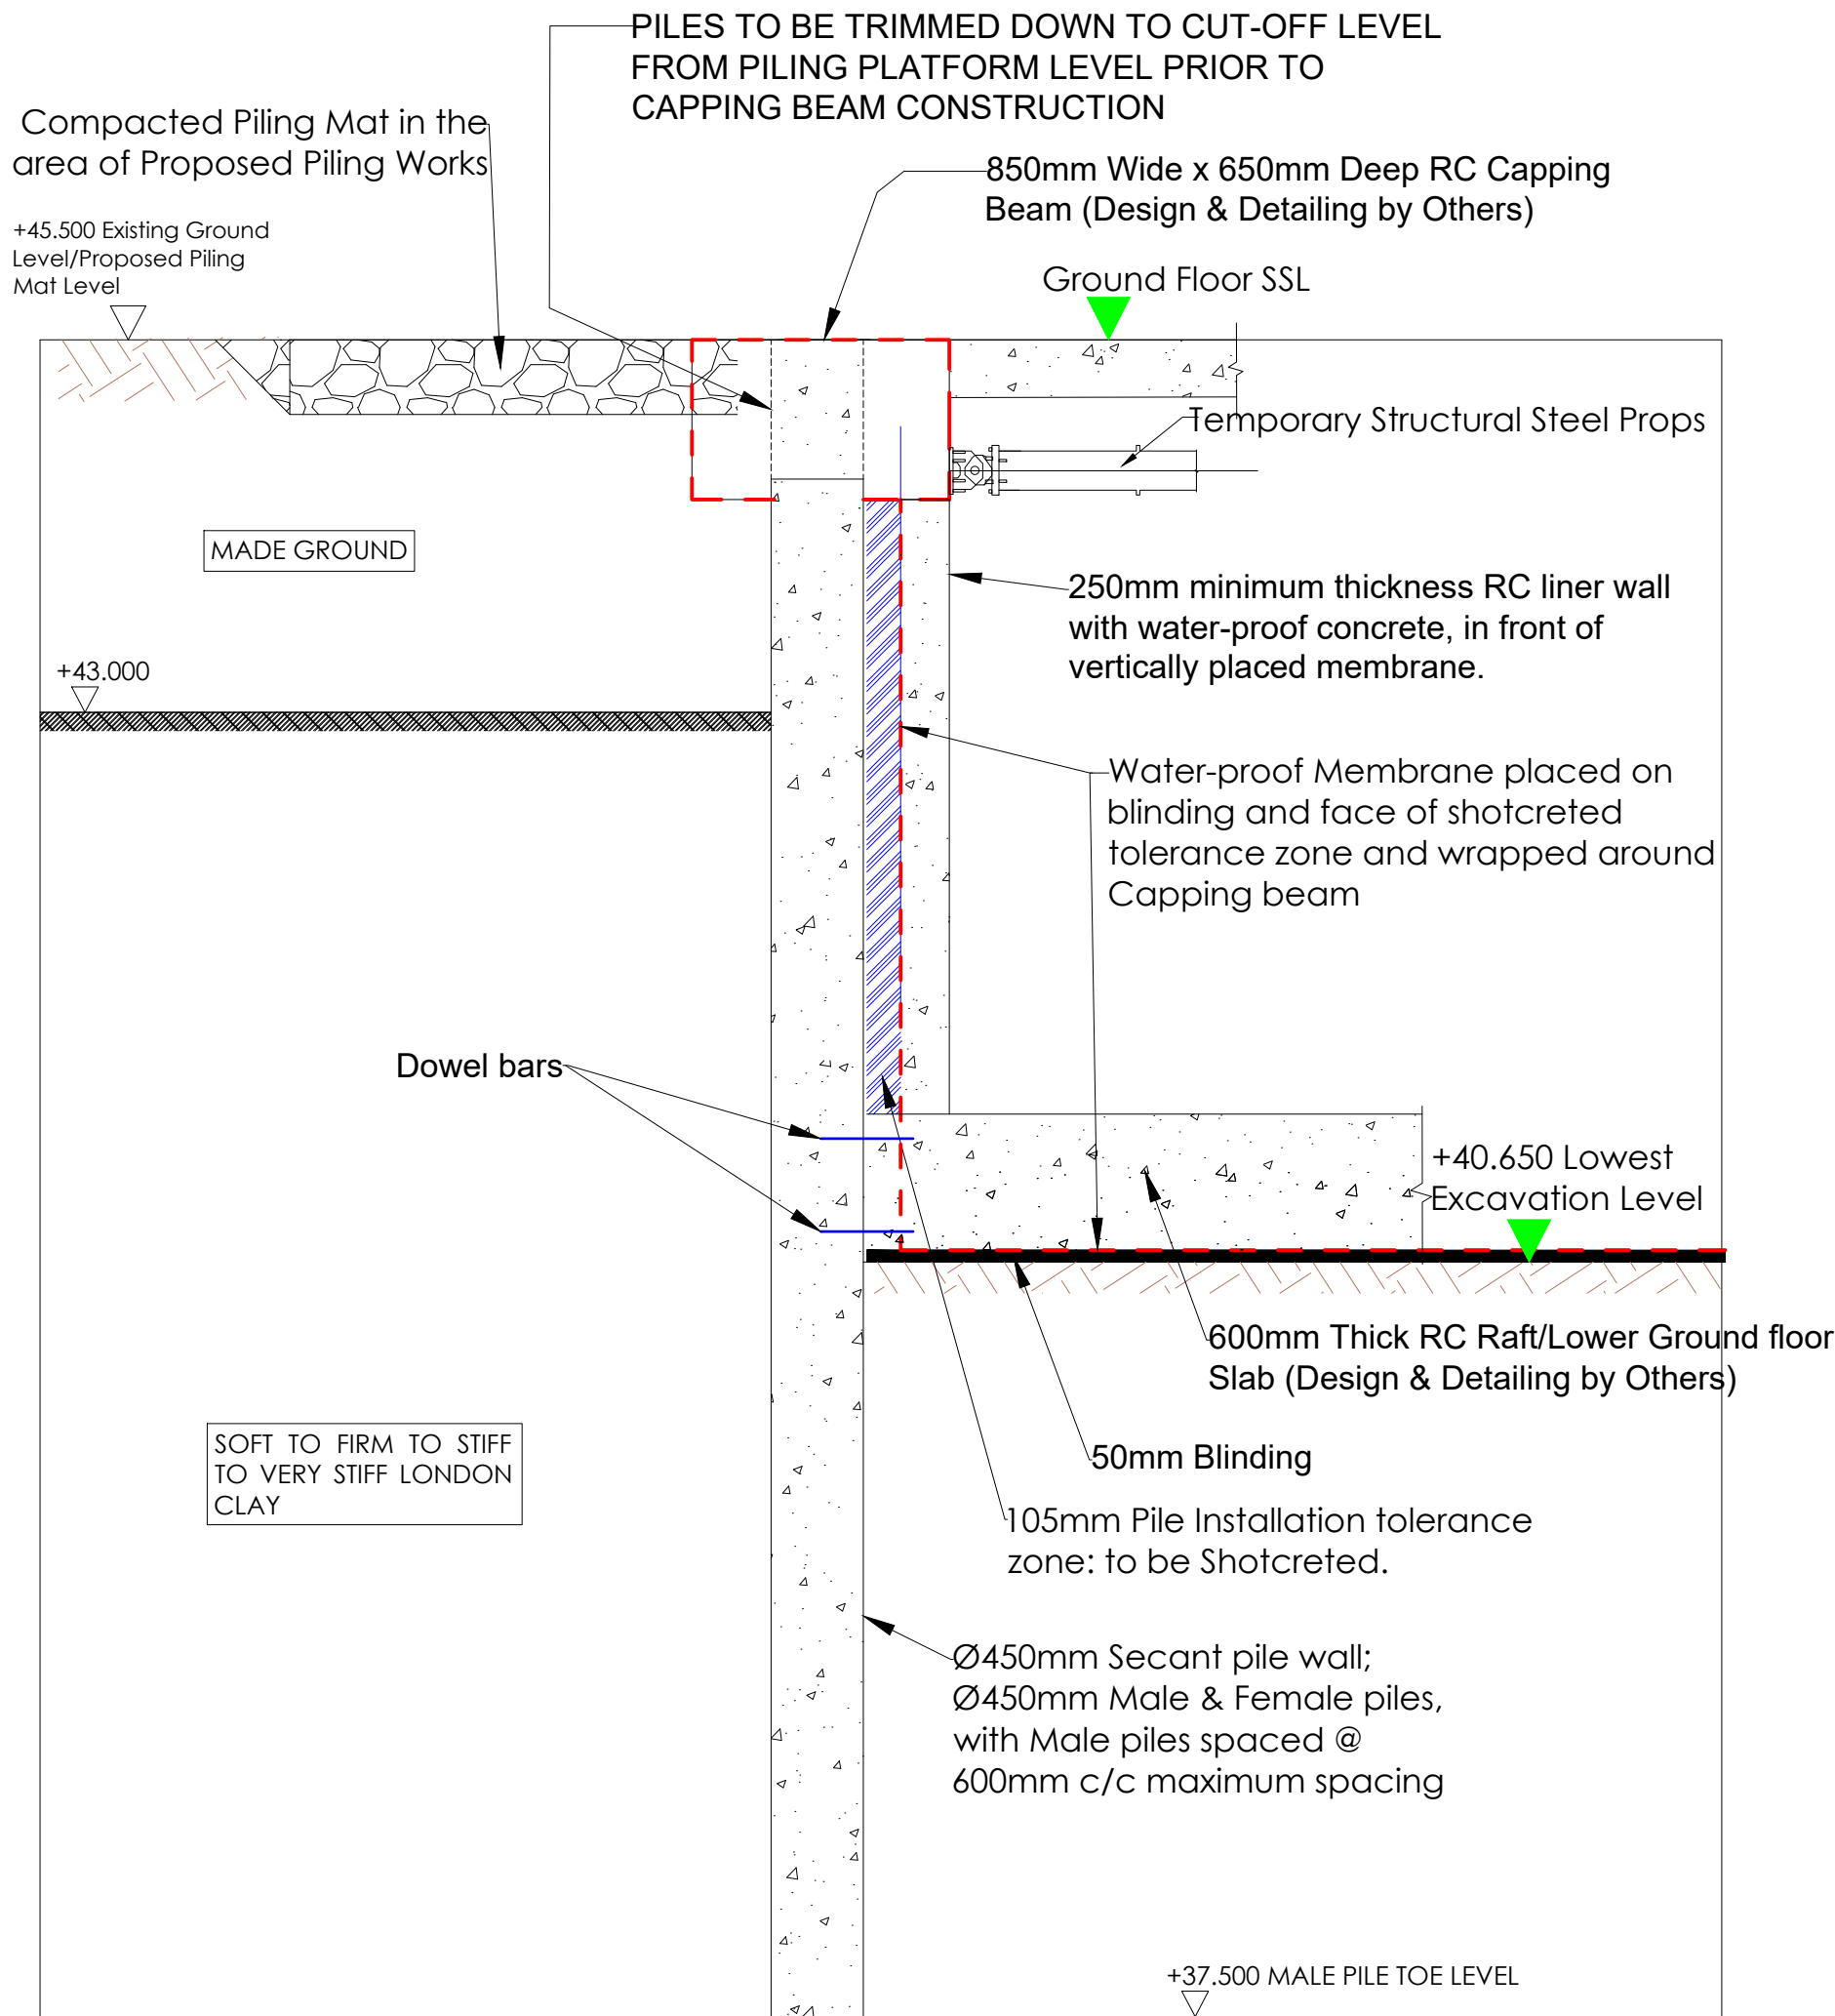 PILES TO BE TRIMMED DOWN TO CUT-OFF LEVEL
FROM PILING PLATFORM LEVEL PRIOR TO
CAPPING BEAM CONSTRUCTION
Compacted Piling Mat in the
area of Proposed Piling Works
850mm Wide x 650mm Deep RC Capping
Beam (Design & Detailing by Others)
+45.500 Existing Ground
Level/Proposed Piling
Mat Level
Ground Floor SSL
Temporary Structural Steel Props
MADE GROUND
250mm minimum thickness RC liner wall
with water-proof concrete, in front of
vertically placed membrane.
+43.000
Water-proof Membrane placed on
blinding and face of shotcreted
tolerance zone and wrapped around
Capping beam
Dowel bars
+40.650 Lowest
Excavation Level
600mm Thick RC Raft/Lower Ground floor
Slab (Design & Detailing by Others)
SOFT TO FIRM TO STIFF
TO VERY STIFF LONDON
CLAY
50mm Blinding
105mm Pile Installation tolerance
zone: to be Shotcreted.
Ø450mm Secant pile wall;
Ø450mm Male & Female piles,
with Male piles spaced @
600mm c/c maximum spacing
+37.500 MALE PILE TOE LEVEL